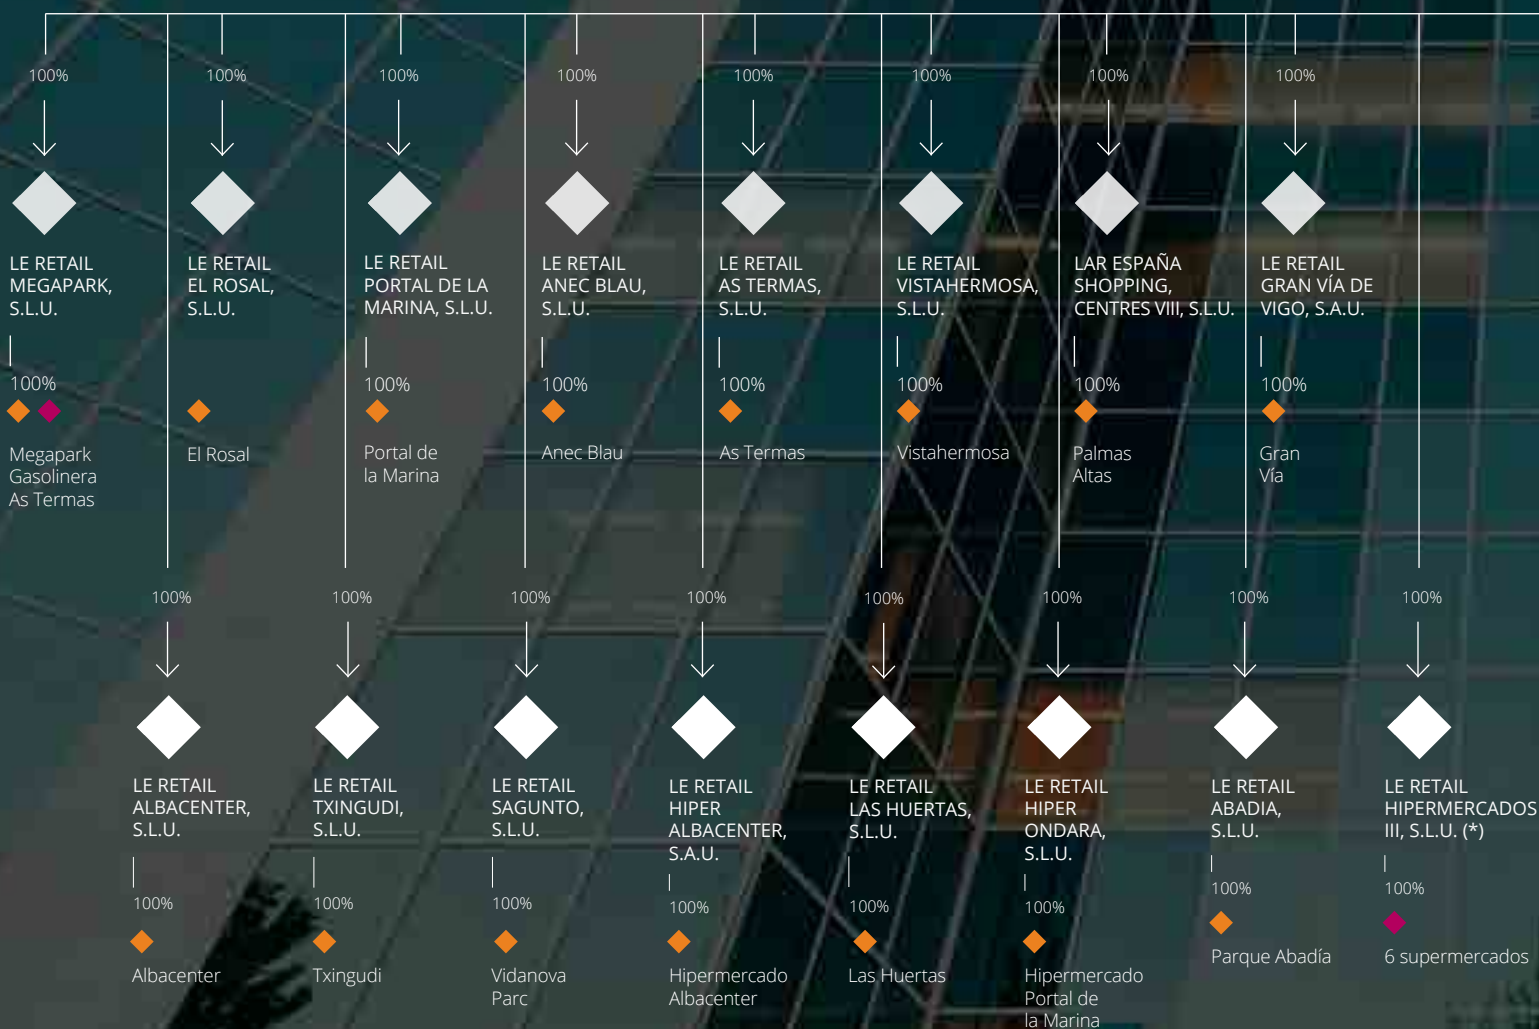 100%
100%
100%
100%
100%
100%
100%
100%
LE RETAIL
MEGAPARK,
S.L.U.
100%
Megapark
Gasolinera
As Termas
LE RETAIL
EL ROSAL,
S.L.U.
El Rosal
LE RETAIL
PORTAL DE LA
MARINA, S.L.U.
100%
Portal de
la Marina
LE RETAIL
ANEC BLAU,
S.L.U.
100%
Anec Blau
LE RETAIL
AS TERMAS,
S.L.U.
100%
As Termas
LE RETAIL
VISTAHERMOSA,
S.L.U.
100%
Vistahermosa
LAR ESPAÑA
SHOPPING,
CENTRES VIII, S.L.U.
100%
Palmas
Altas
LE RETAIL
GRAN VÍA DE
VIGO, S.A.U.
100%
Gran
Vía
100%
100%
100%
100%
100%
100%
100%
100%
LE RETAIL
ALBACENTER,
S.L.U.
100%
Albacenter
LE RETAIL
TXINGUDI,
S.L.U.
100%
Txingudi
LE RETAIL
SAGUNTO,
S.L.U.
100%
Vidanova
Parc
LE RETAIL
HIPER
ALBACENTER,
S.A.U.
100%
Hipermercado
Albacenter
LE RETAIL
LAS HUERTAS,
S.L.U.
100%
Las Huertas
LE RETAIL
HIPER
ONDARA,
S.L.U.
100%
Hipermercado
Portal de
la Marina
LE RETAIL
ABADIA,
S.L.U.
100%
Parque Abadía
LE RETAIL
HIPERMERCADOS
III, S.L.U. (*)
100%
6 supermercados